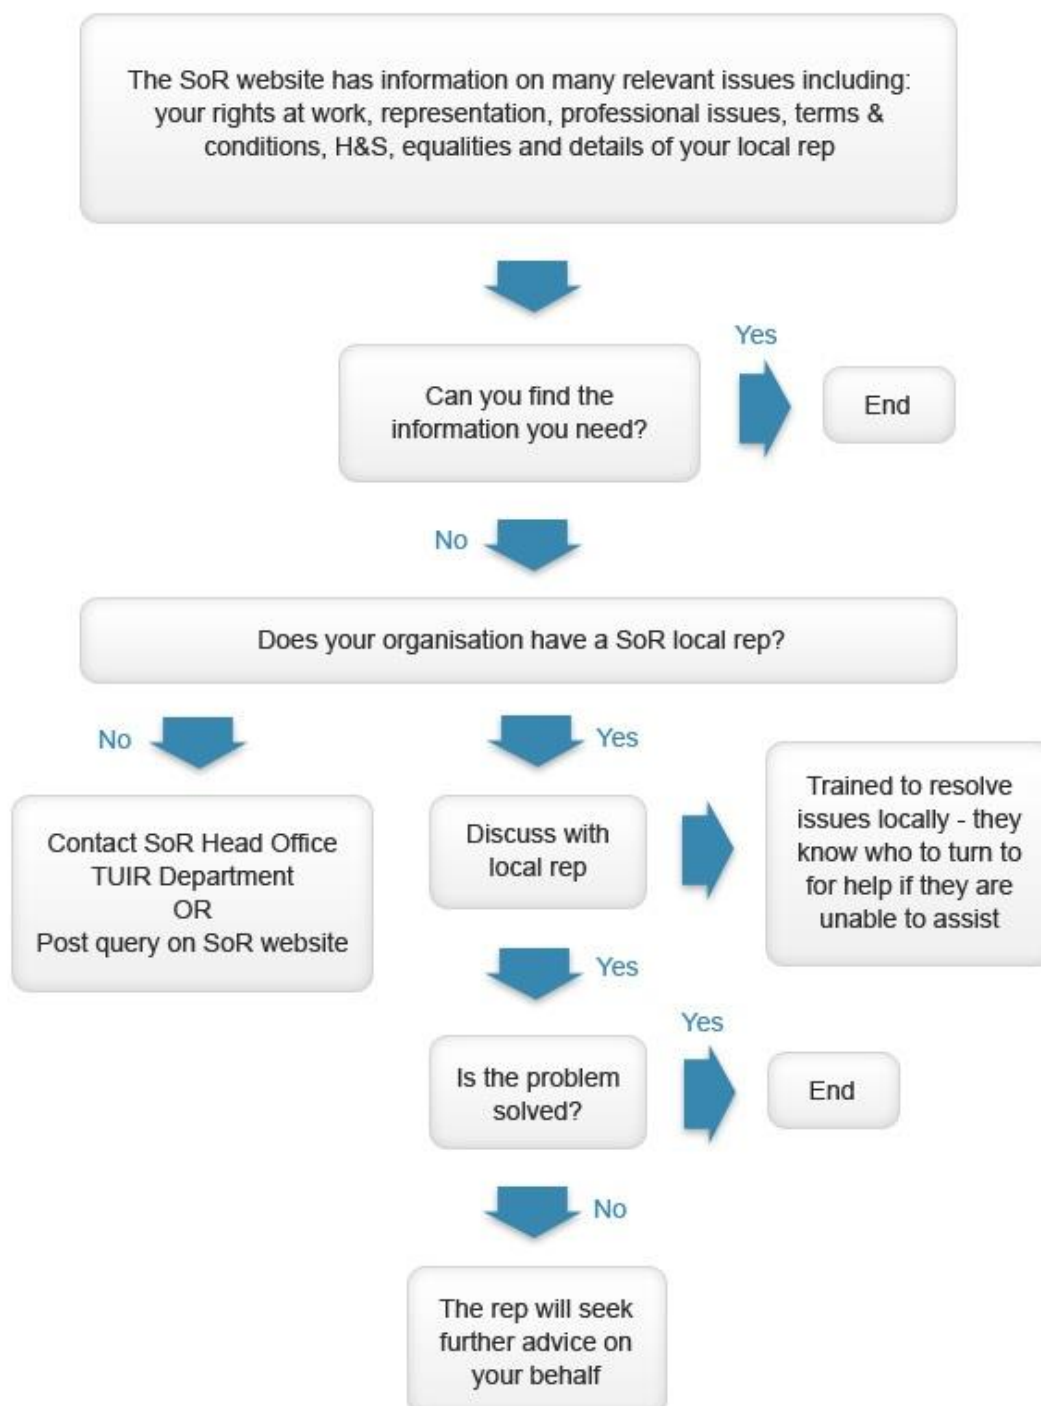 The SoR website has information on many relevant issues including:
your rights at work, representation, professional issues, terms &
conditions, H&S, equalities and details of your local rep
Yes
Can you find the
information you need?
End
No
Does your organisation have a SoR local rep?
No
Yes
Contact SoR Head Office
TUIR Department
OR
Post query on SoR website
Discuss with
local rep
Trained to resolve
issues locally - they
know who to turn to
for help if they are
unable to assist
Yes
Yes
Is the problem
solved?
End
No
The rep will seek
further advice on
your behalf